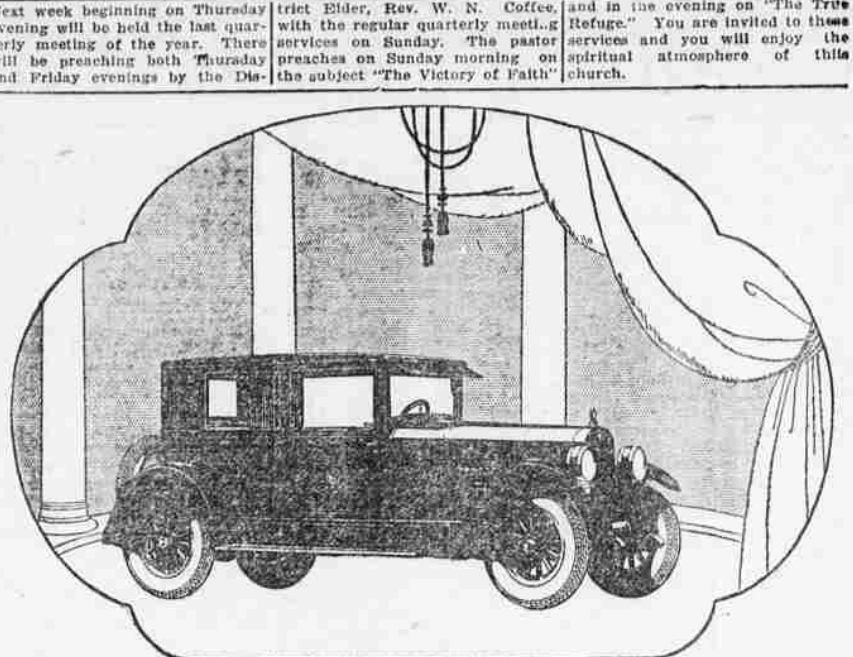 Next week beginning on Thursday
evening will be held the last quar-
erly meeting of the year. There
will be preaching both Thursday
nd Friday evenings by the Dis-
trict Elder, Rev. W. N. Coffee,
with the regular quarterly meeti..g
services on Sunday. The pastor
preaches on Sunday morning on
the subject "The Victory of Faith"
and in the evening on "The True
Refuge." You are invited to these
services and you will enjoy the
spiritual atmosphere of this
church.